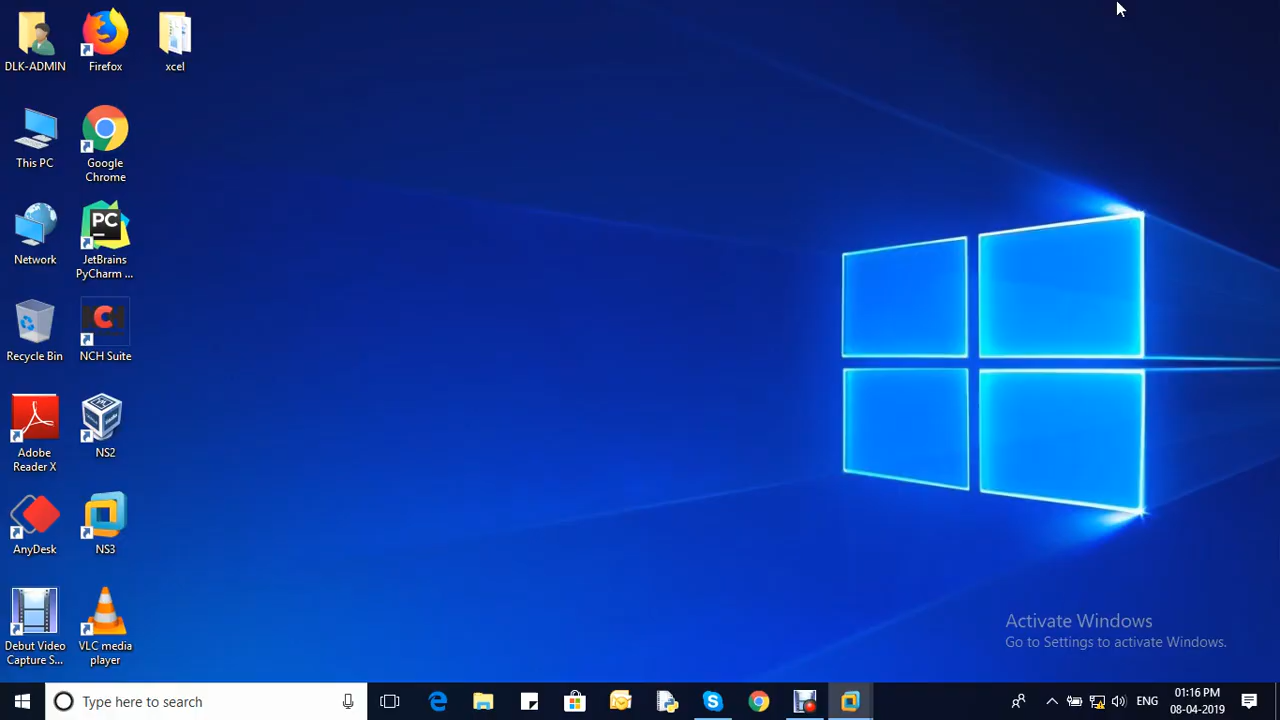 DLK-ADMIN
Firefox
xcel
This PC
Google
Chrome
Network
JetBrains
PyCharm ...
PC
Recycle Bin
NCH Suite
Adobe
Reader X
NS2
AnyDesk
NS3
Debut Video
Capture S...
VLC media
player
Activate Windows
Go to Settings to activate Windows.
Type here to search
ENG
01:16 PM
08-04-2019